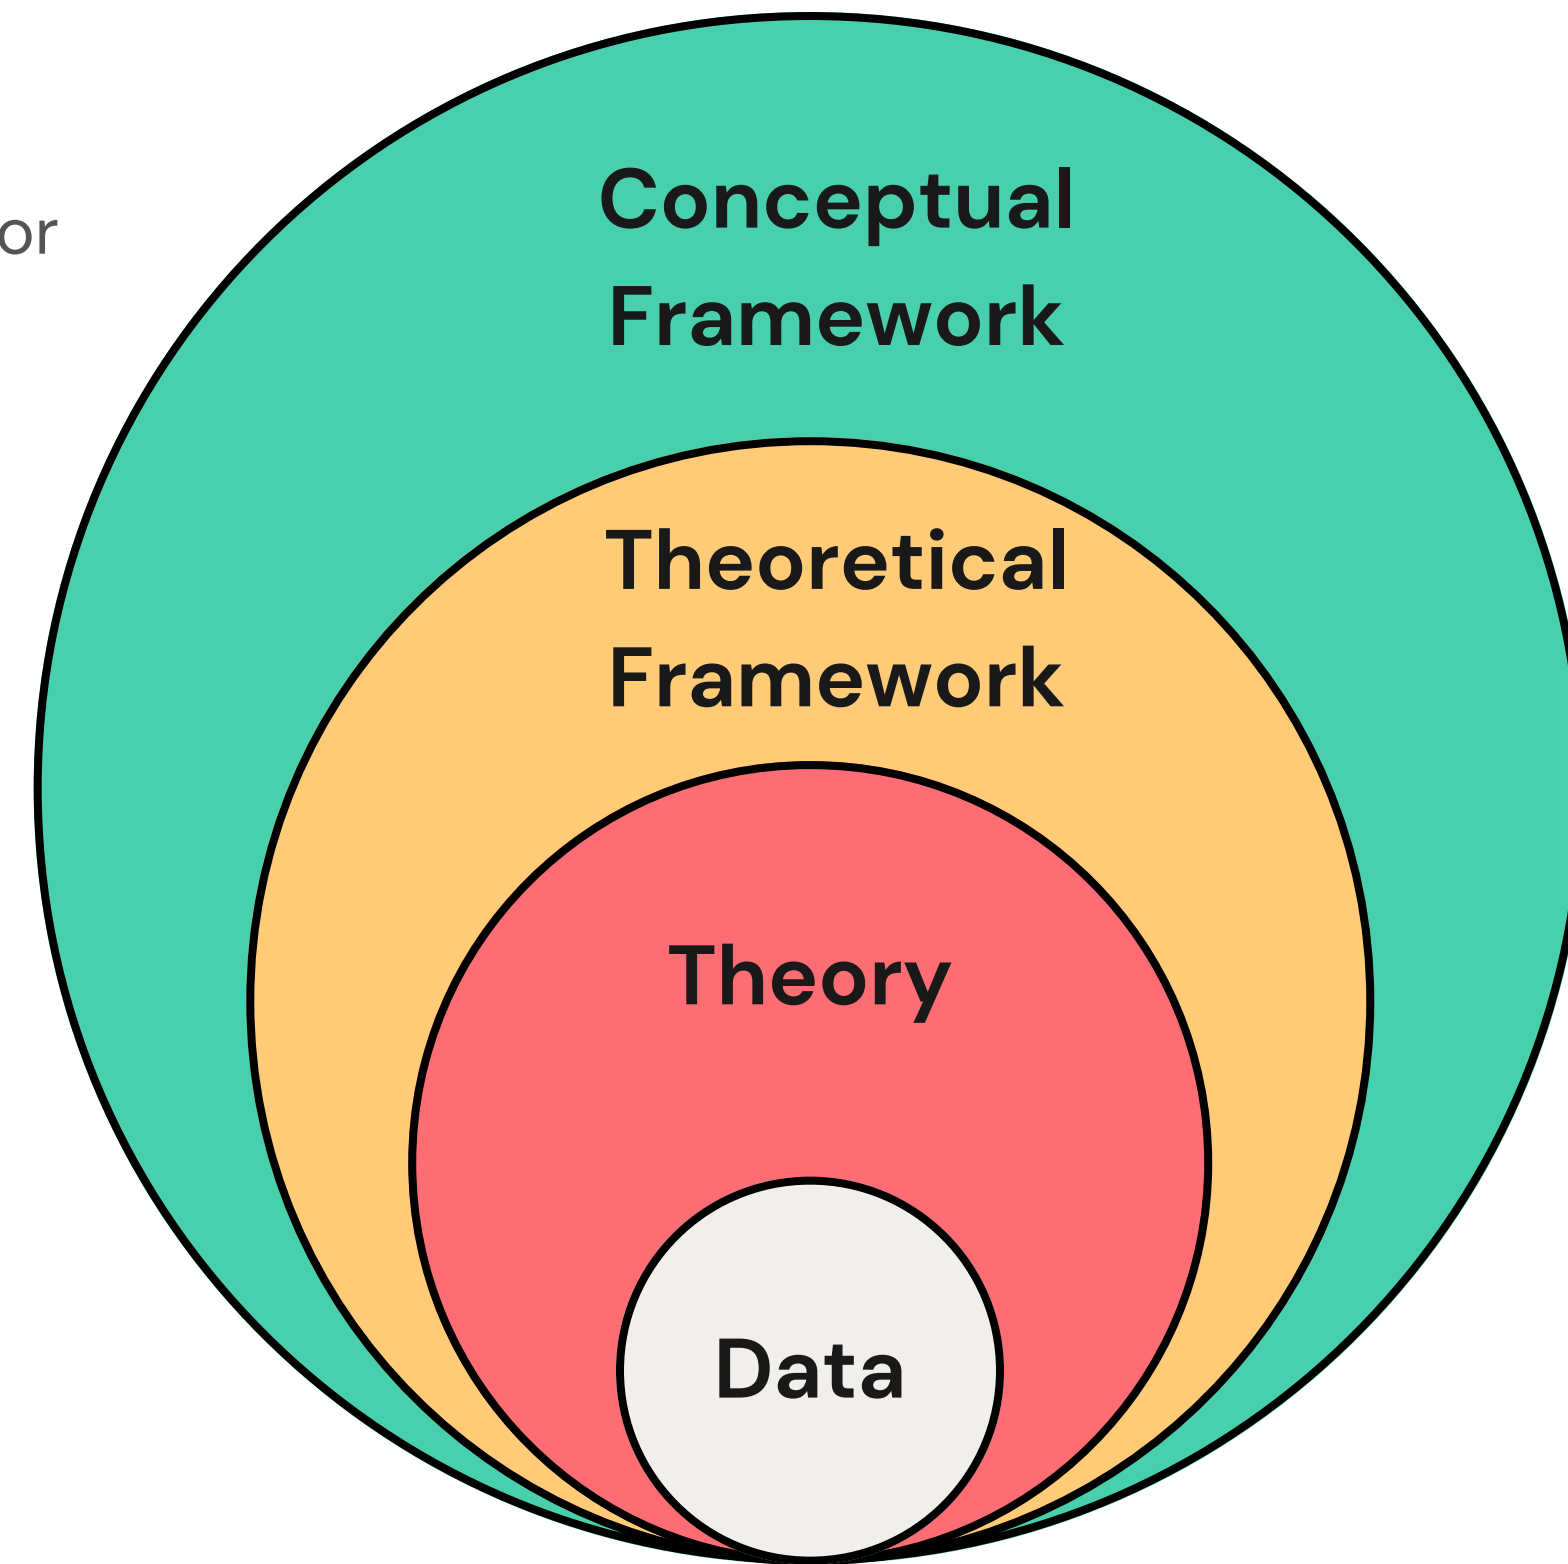 Conceptual
or
Framework
Theoretical
Framework
Theory
Data